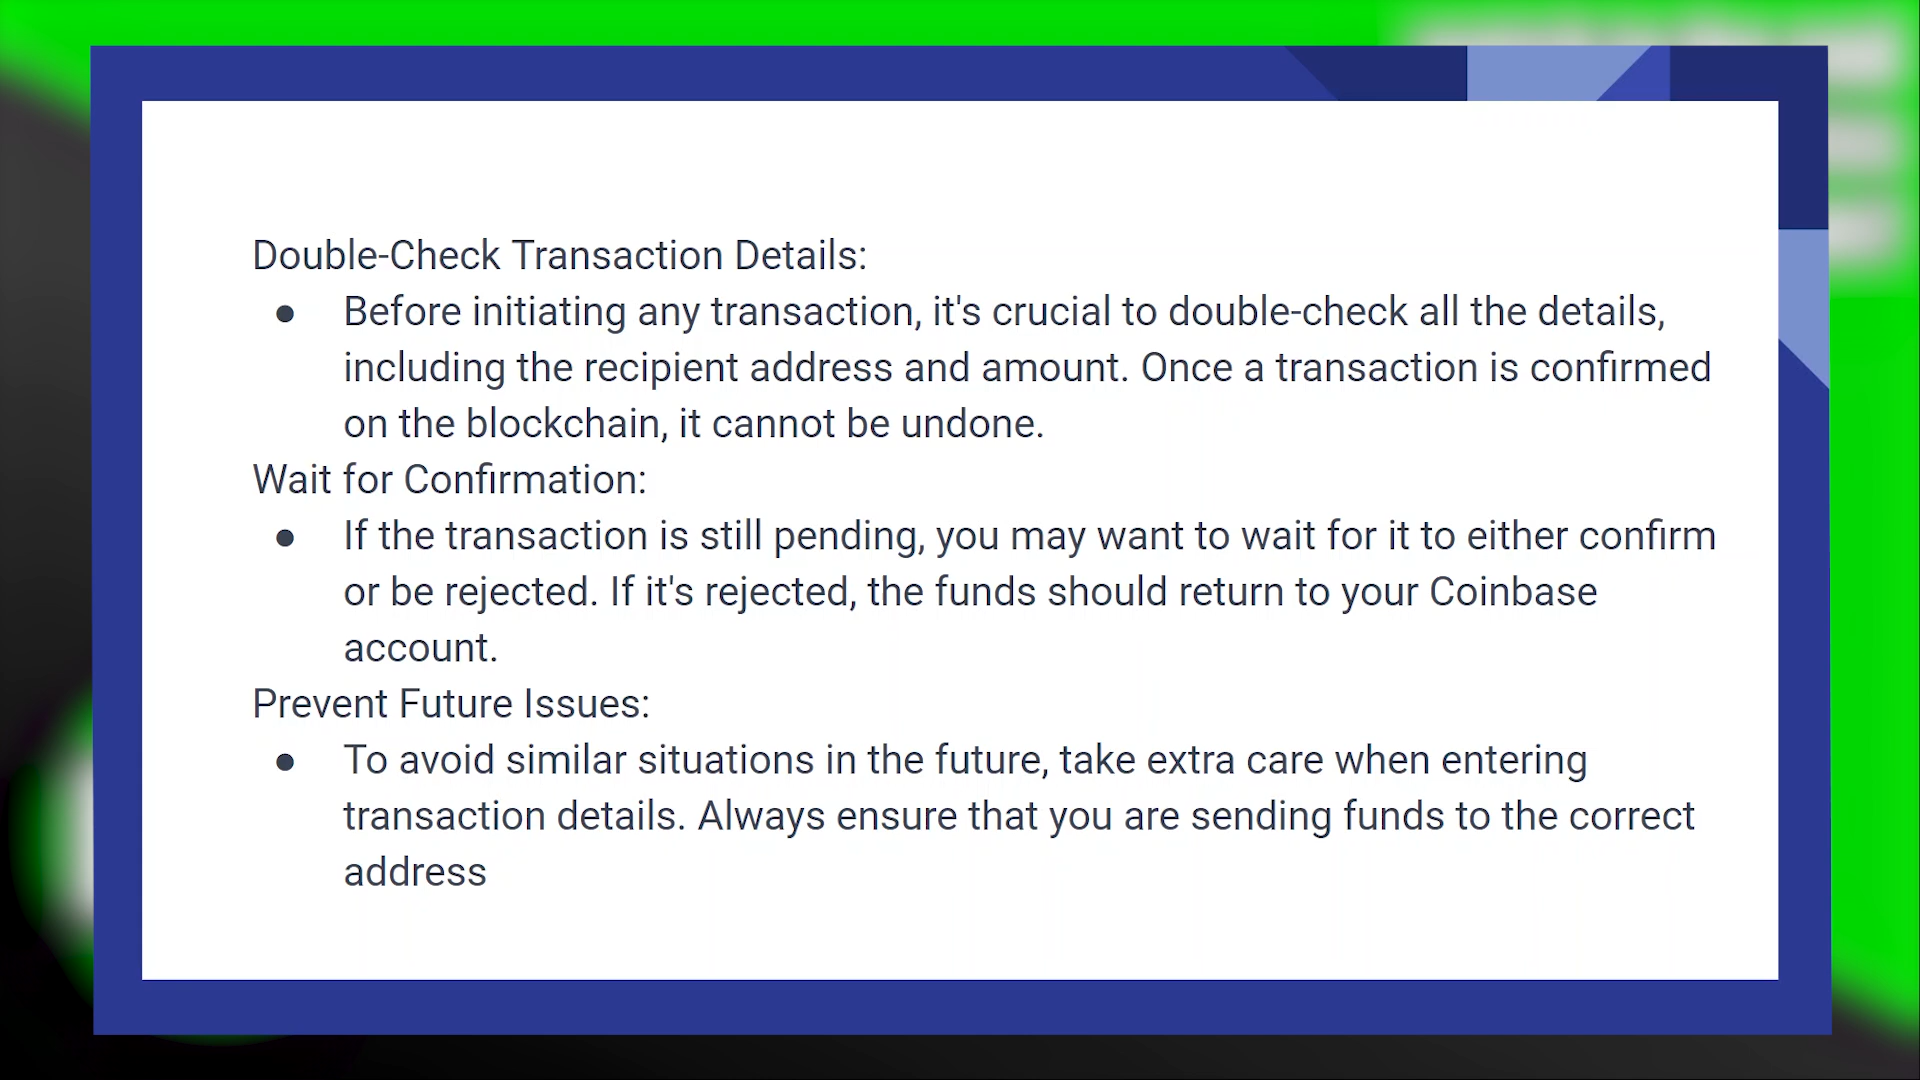 Double-Check Transaction Details:
● Before initiating any transaction, it's crucial to double-check all the details,
including the recipient address and amount. Once a transaction is confirmed
on the blockchain, it cannot be undone.
Wait for Confirmation:
● If the transaction is still pending, you may want to wait for it to either confirm
or be rejected. If it's rejected, the funds should return to your Coinbase
account.
Prevent Future Issues:
● To avoid similar situations in the future, take extra care when entering
transaction details. Always ensure that you are sending funds to the correct
address